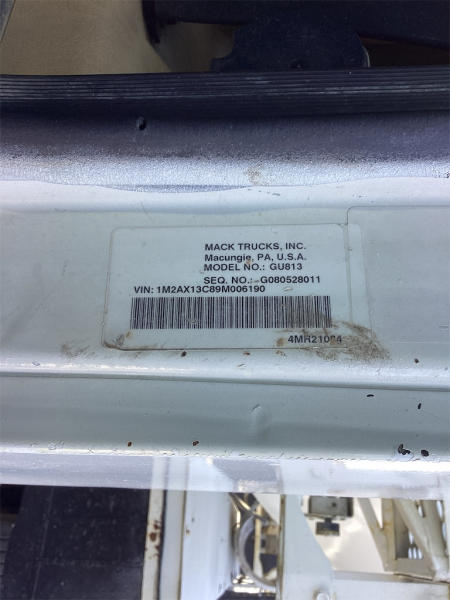 MACK TRUCKS, INC.
Macungie, PA, U.S.A.
MODEL NO.: GU813
SEQ. NO.: G080528011
VIN: 1M2AX13C89M006190